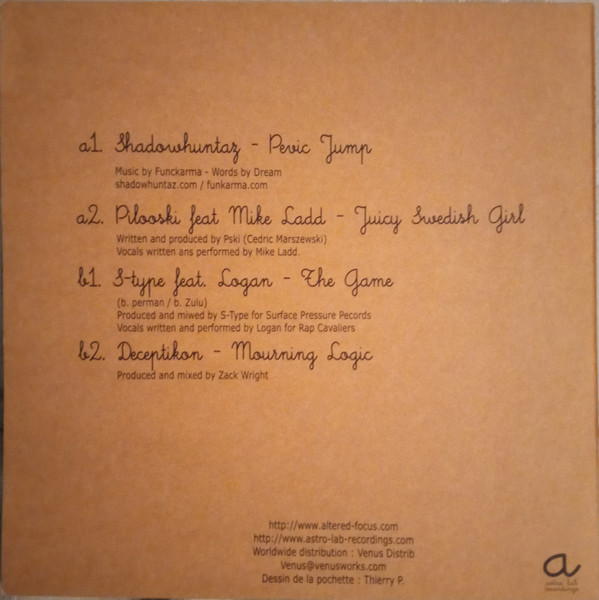 a1. Shadowhuntaz - Pevic Jump
Music by Funckarma - Words by Dream
shadowhuntaz.com / funkarma.com
a2. Pilooski feat Mike Ladd - Juicy Swedish Girl
Written and produced by Pski (Cedric Marszewski)
Vocals written ans performed by Mike Ladd.
b1. S-type feat. Logan - The Game
(b. perman / b. Zulu)
Produced and miwed by S-Type for Surface Pressure Pecords
Vocals written and performed by Logan for Rap Cavaliers
b2. Deceptikon - Mourning Logic
Produced and mixed by Zack Wright
http://www.altered-focus.com
http://www.astro-lab-recordings.com
Worldwide distribution : Venus Distrib
Venus@venusworks.com
Dessin de la pochette : Thierry P.
a
astro lab
recordings